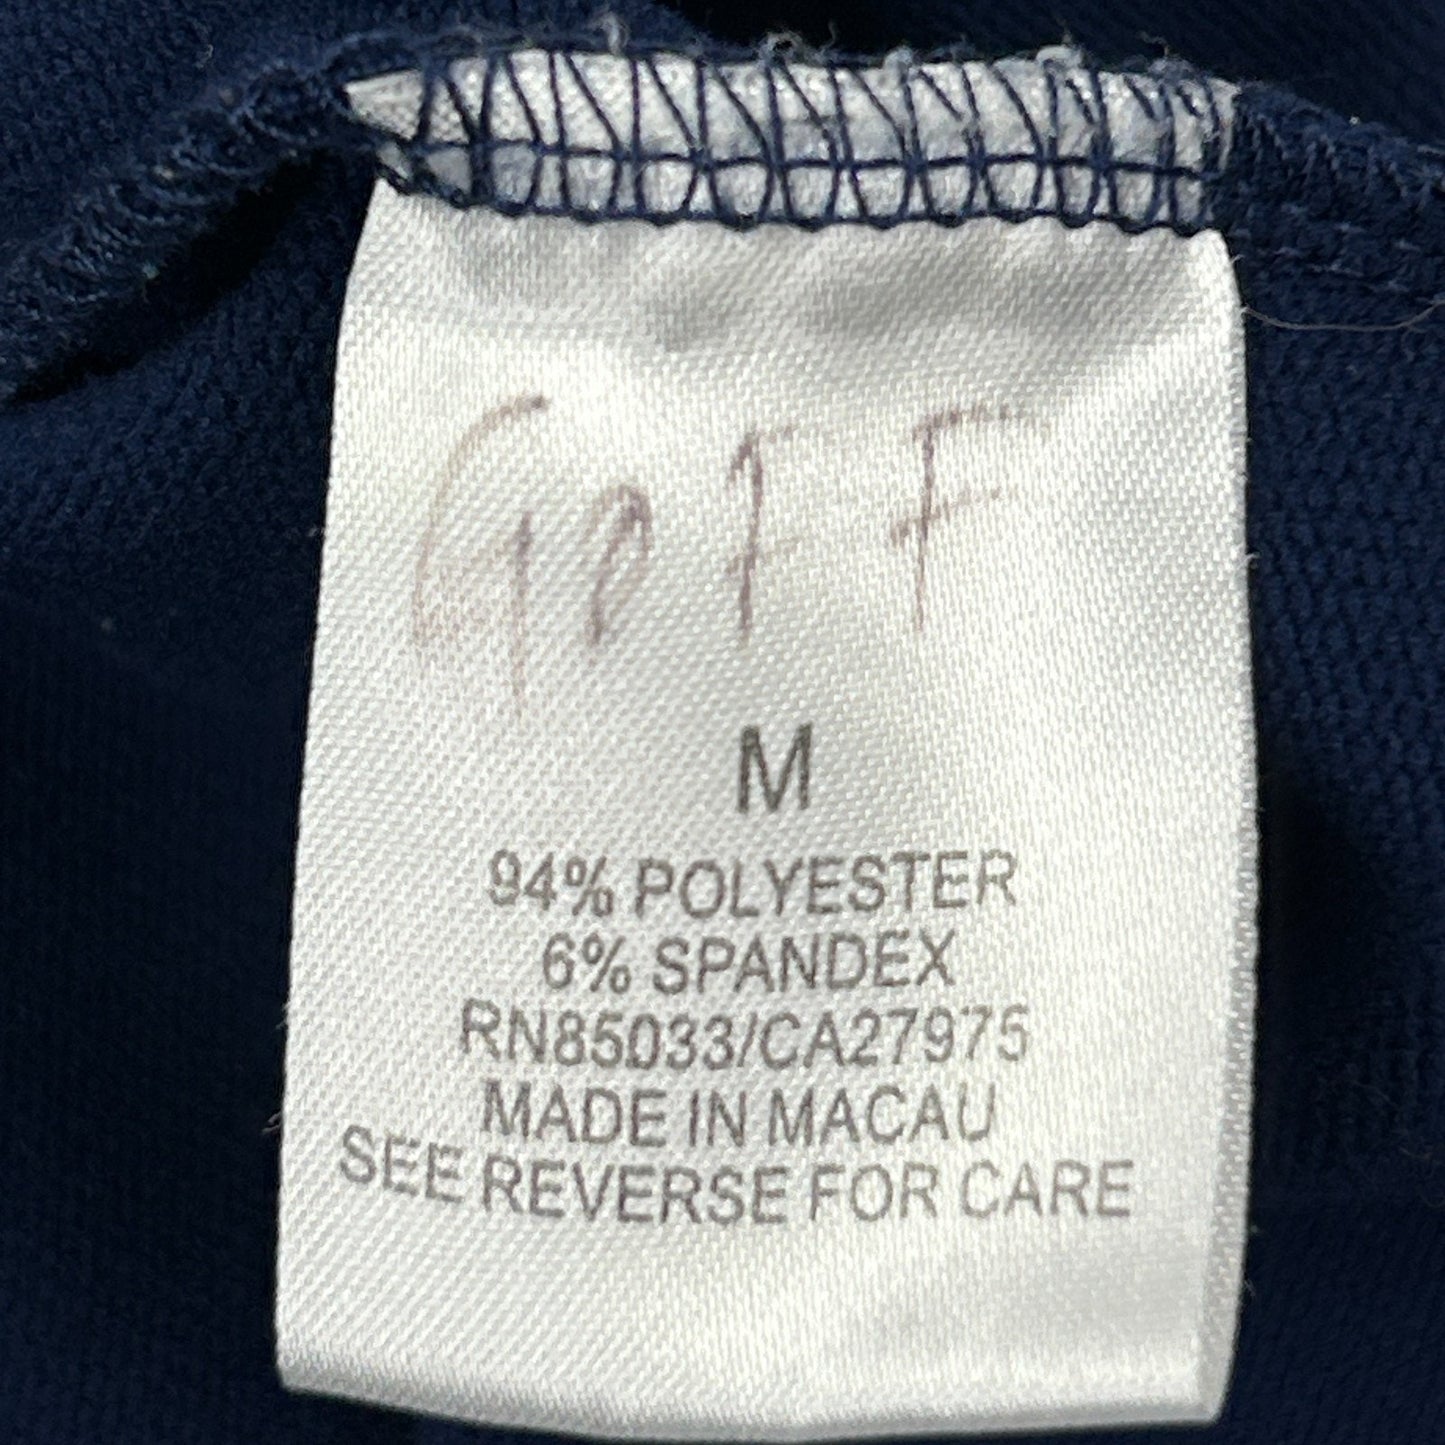 GOFF
M
94% POLYESTER
6% SPANDEX
RN85033/CA27975
MADE IN MACAU
SEE REVERSE FOR CARE